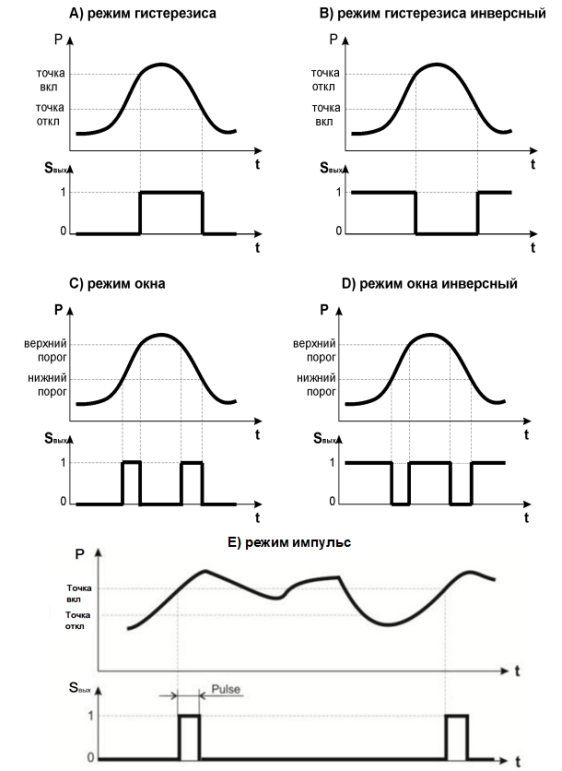 A) режим гистерезиса
B) режим гистерезиса инверсный
P
точка
вкл
точка
откл
t
Sвых
1
0
t
P
точка
откл
точка
вкл
t
Sвых
1
0
t
C) режим окна
D) режим окна инверсный
P
верхний
порог
нижний
порог
t
Sвых
1
0
t
P
верхний
порог
нижний
порог
t
Sвых
1
0
t
E) режим импульс
P
Точка
вкл
Точка
откл
t
Sвых
Pulse
1
0
t